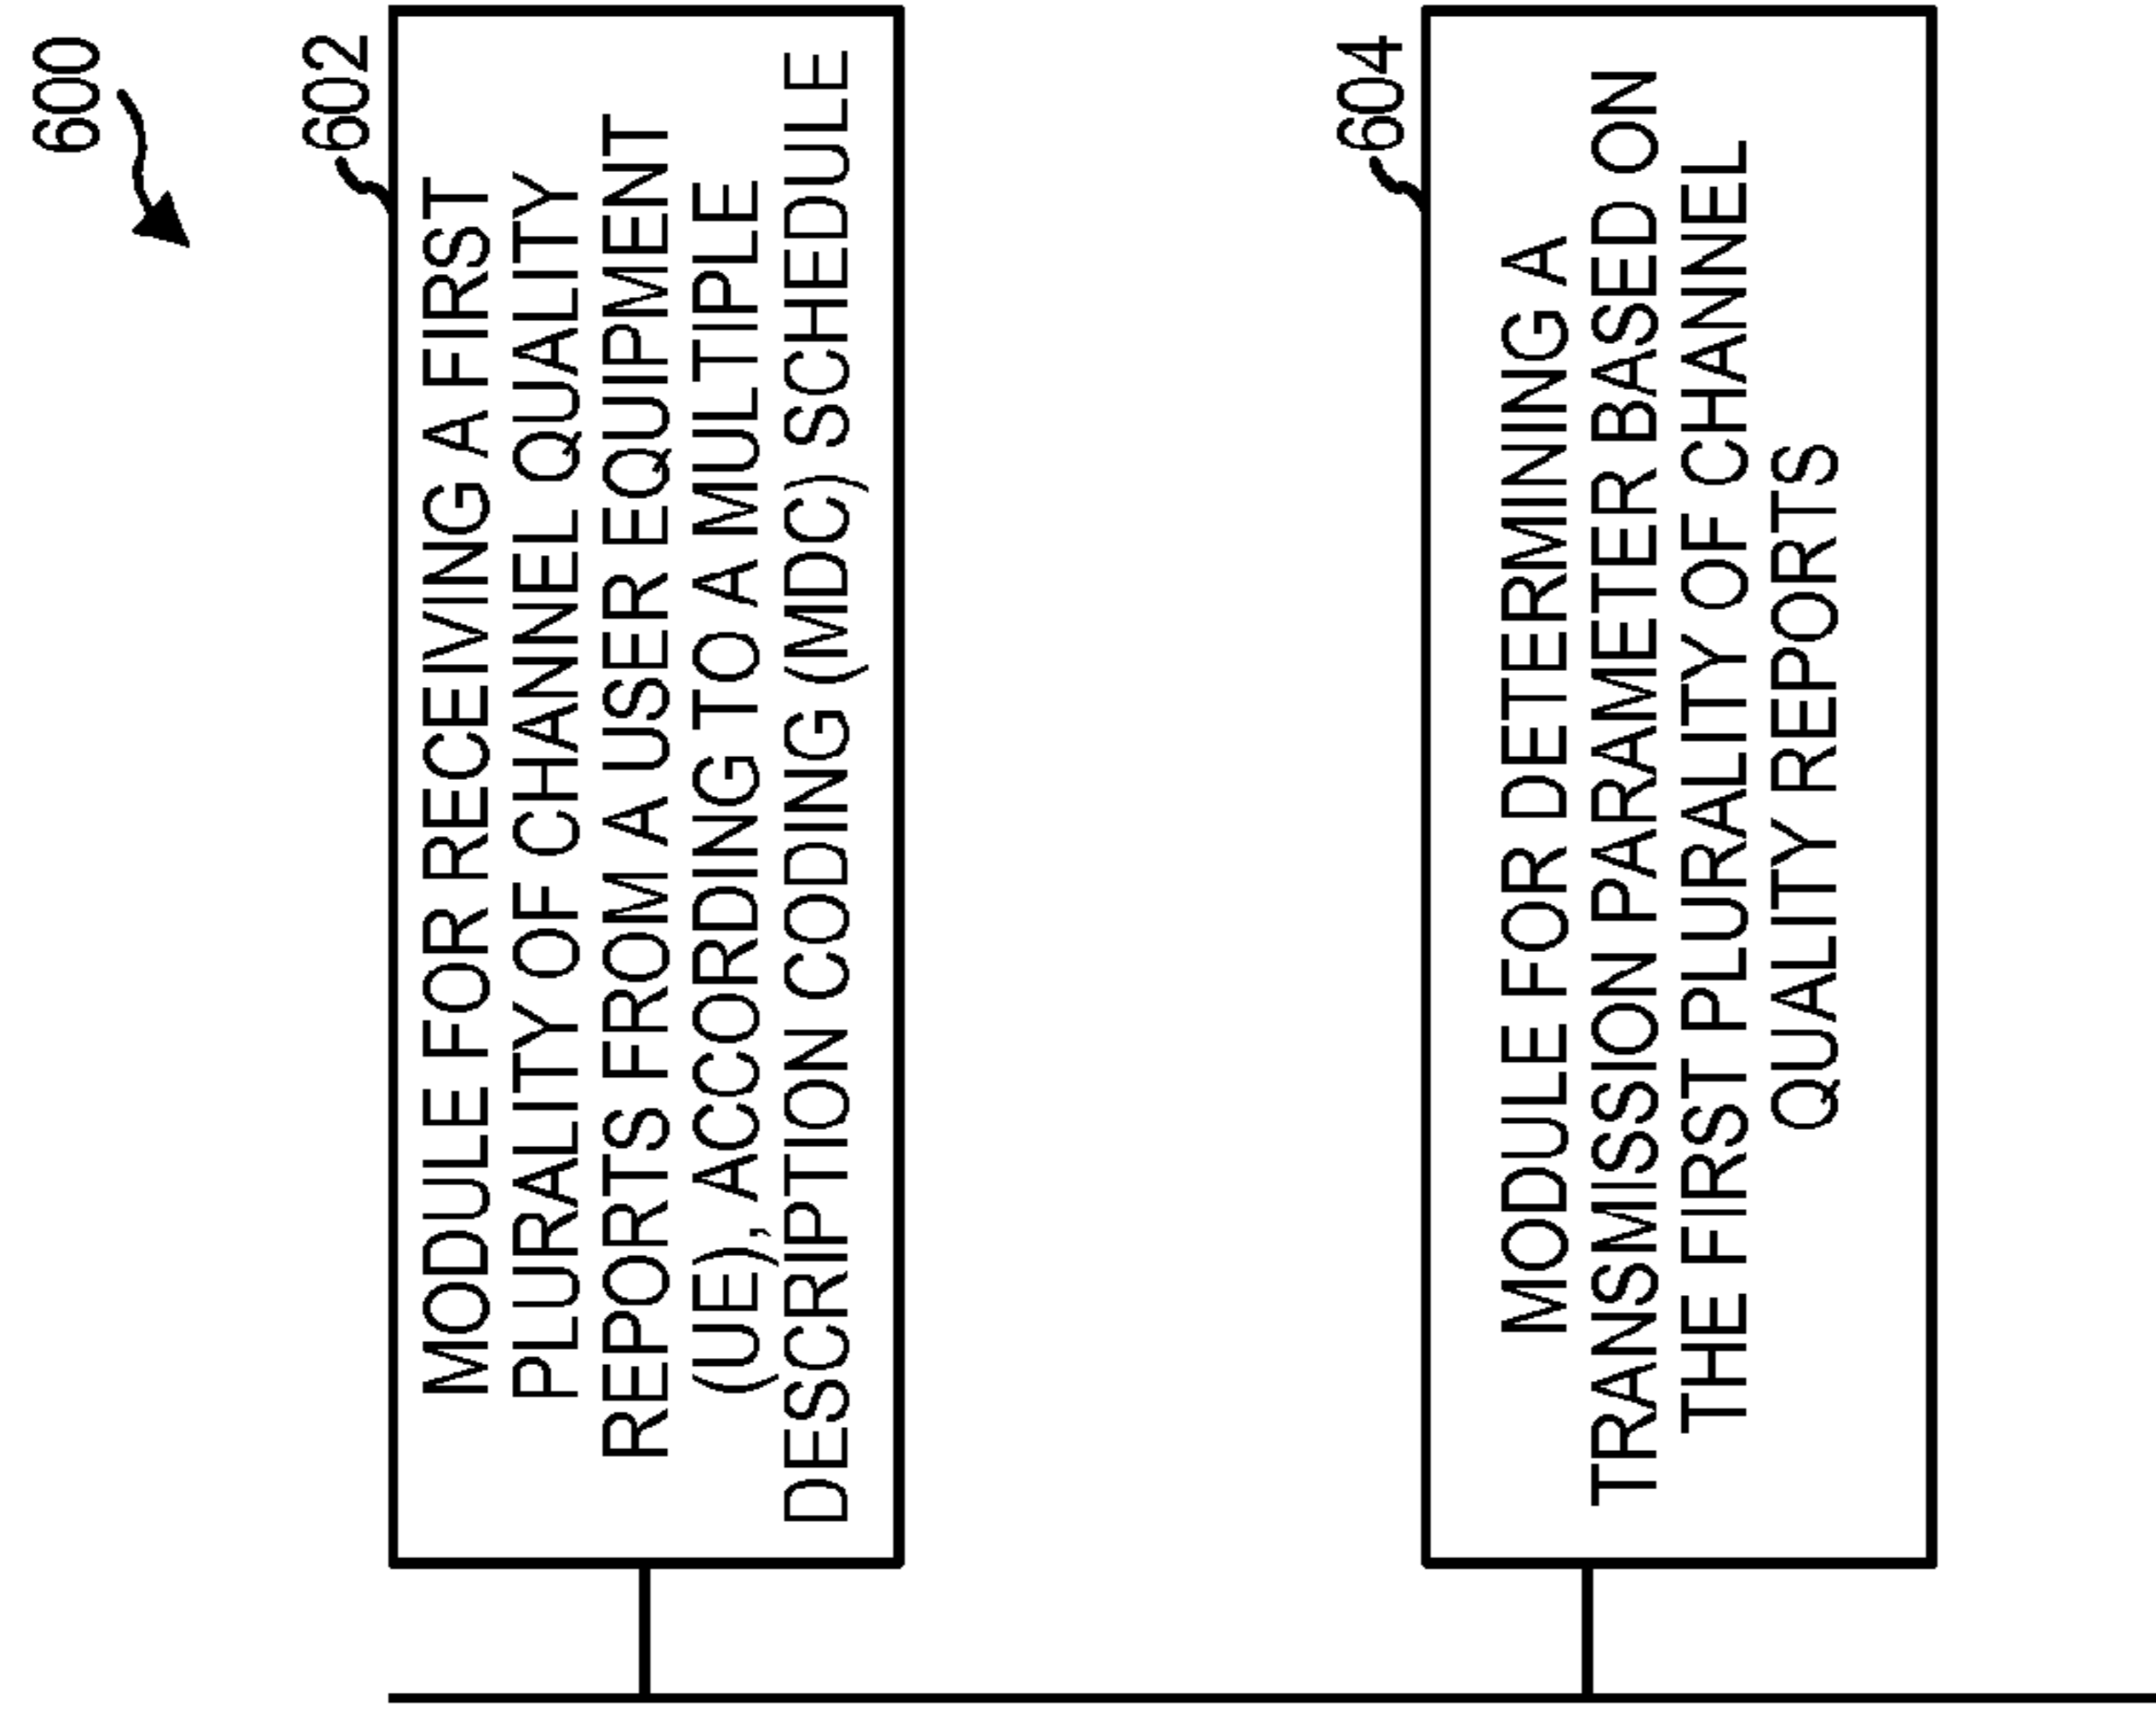 600
602
MODULE FOR RECEIVING A FIRST
PLURALITY OF CHANNEL QUALITY
REPORTS FROM A USER EQUIPMENT
(UE), ACCORDING TO A MULTIPLE
DESCRIPTION CODING (MDC) SCHEDULE
604
MODULE FOR DETERMINING A
TRANSMISSION PARAMETER BASED ON
THE FIRST PLURALITY OF CHANNEL
QUALITY REPORTS